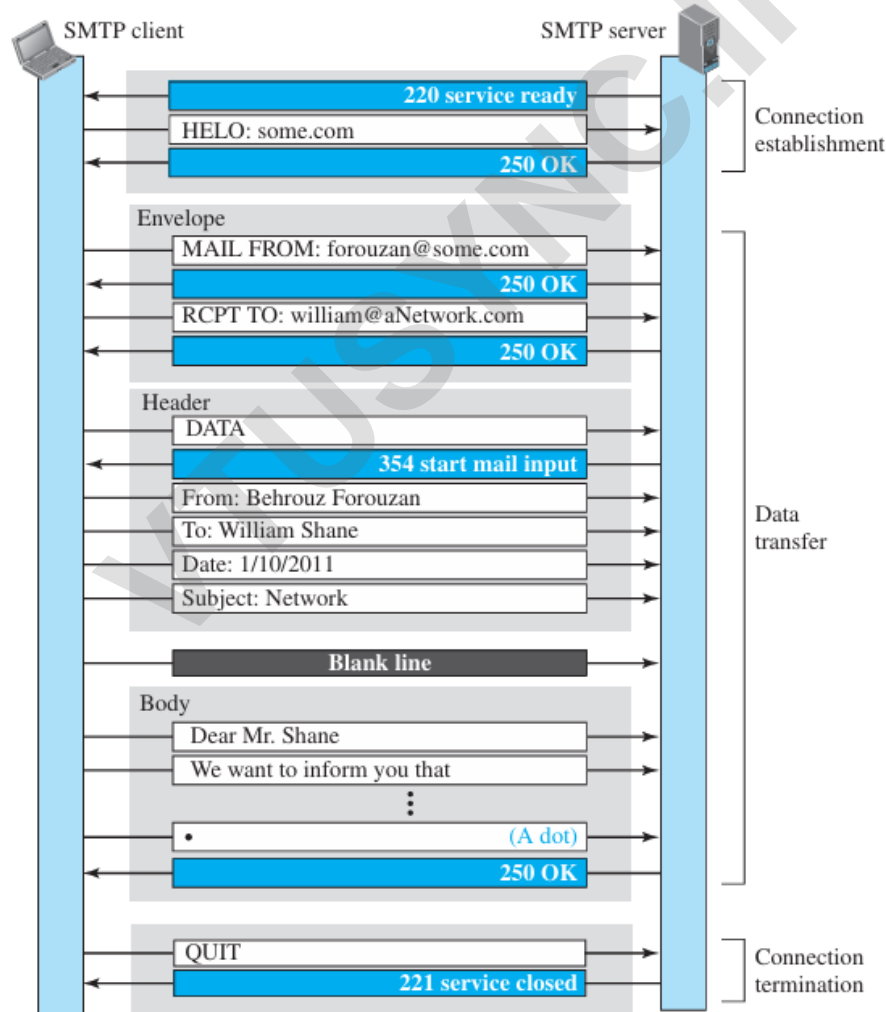 SMTP client
SMTP server
220 service ready
HELO: some.com
250 OK
Connection
establishment
Envelope
MAIL FROM: forouzan@some.com
250 OK
RCPT TO: william@aNetwork.com
250 OK
Header
DATA
354 start mail input
From: Behrouz Forouzan
To: William Shane
Date: 1/10/2011
Subject: Network
Data
transfer
Blank line
Body
Dear Mr. Shane
We want to inform you that
• (A dot)
250 OK
QUIT
221 service closed
Connection
termination
VTUSYNC.I